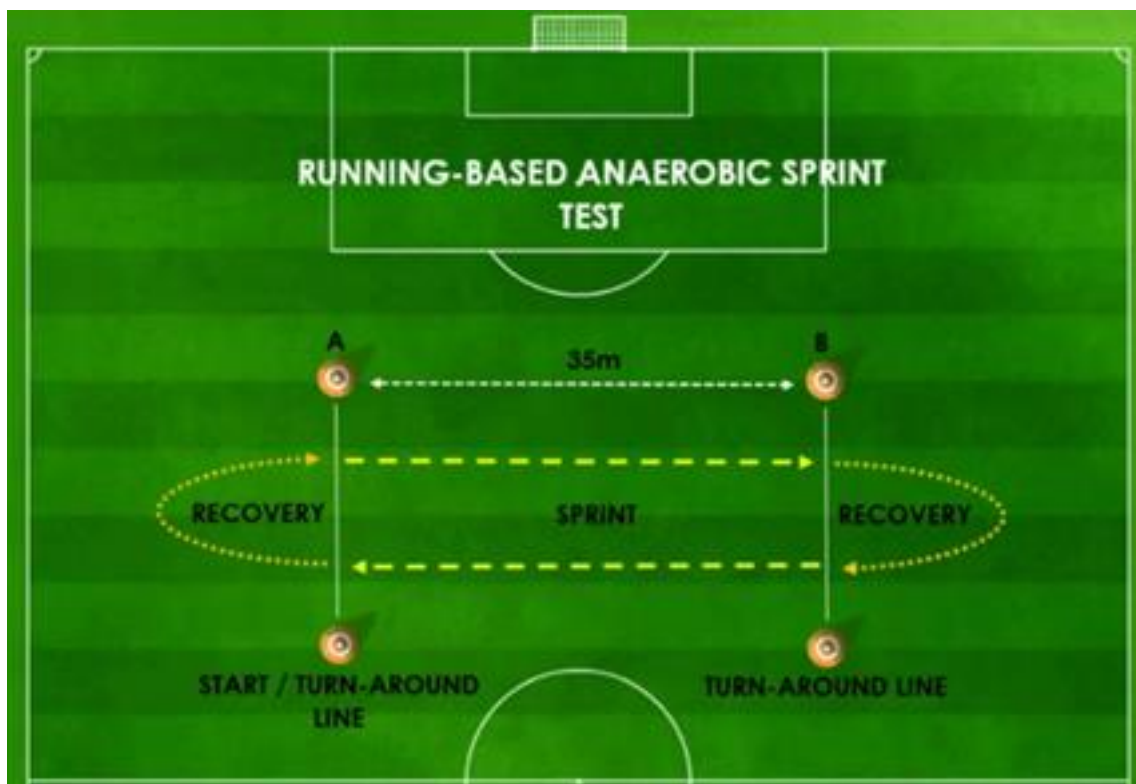 RUNNING-BASED ANAEROBIC SPRINT
TEST
A
B
35m
RECOVERY
SPRINT
RECOVERY
START / TURN-AROUND
LINE
TURN-AROUND LINE